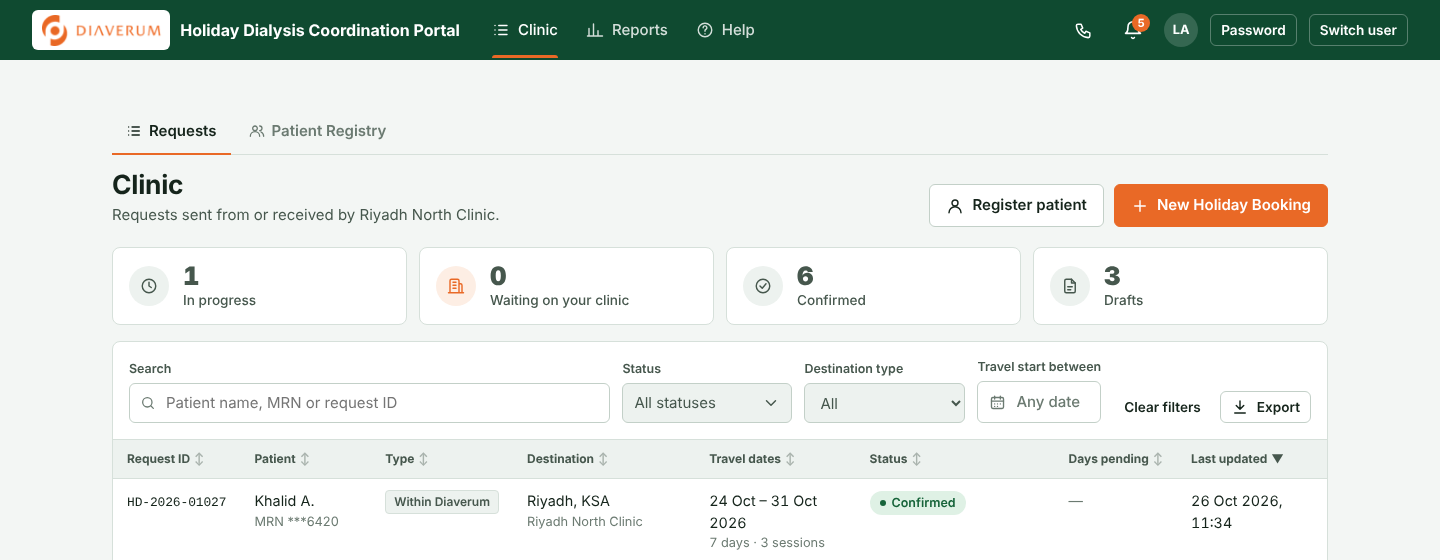 DIAVERUM Holiday Dialysis Coordination Portal Clinic Reports Help 5 LA Password Switch user
Requests Patient Registry
Clinic
Requests sent from or received by Riyadh North Clinic.
Register patient New Holiday Booking
1
In progress
0
Waiting on your clinic
6
Confirmed
3
Drafts
Search Status Destination type Travel start between
Patient name, MRN or request ID All statuses All Any date Clear filters Export
Request ID Patient Type Destination Travel dates Status Days pending Last updated
HD-2026-01027 Khalid A. Within Diaverum Riyadh, KSA 24 Oct – 31 Oct Confirmed — 26 Oct 2026,
MRN ***6420 Riyadh North Clinic 2026 11:34
7 days · 3 sessions